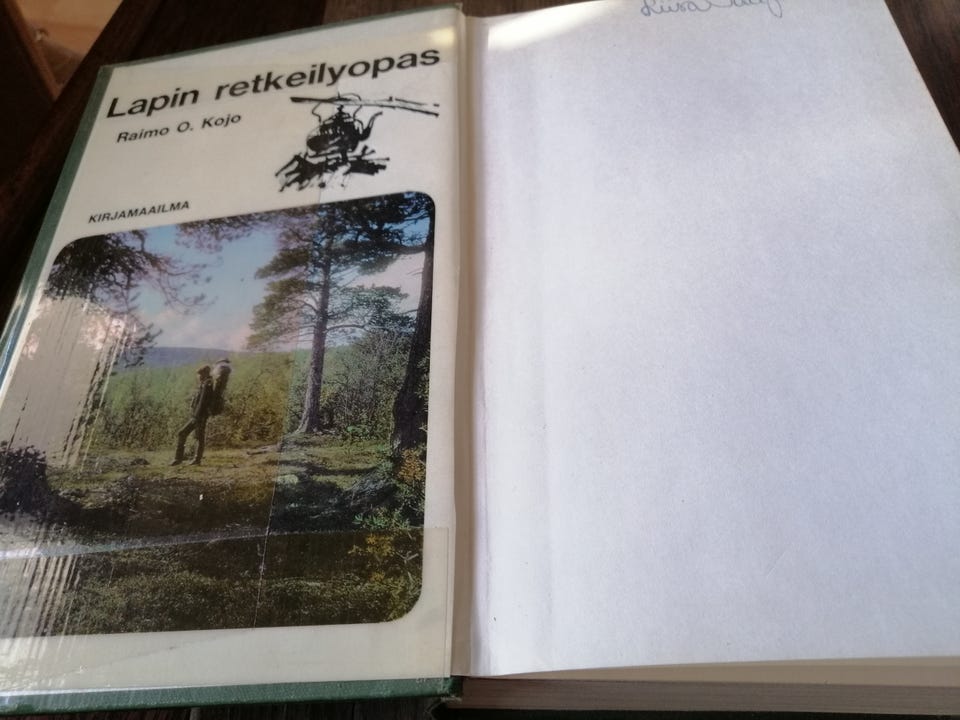 Lapin retkeilyopas
Raimo O. Kojo
KIRJAMAAILMA